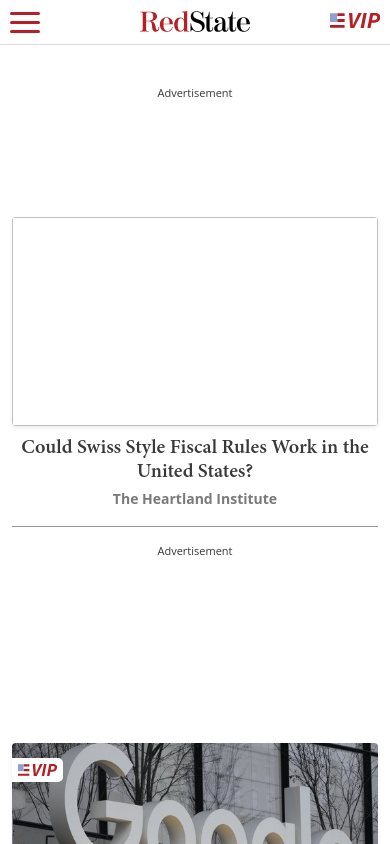 RedState
VIP
Advertisement
Could Swiss Style Fiscal Rules Work in the
United States?
The Heartland Institute
Advertisement
VIP
Google